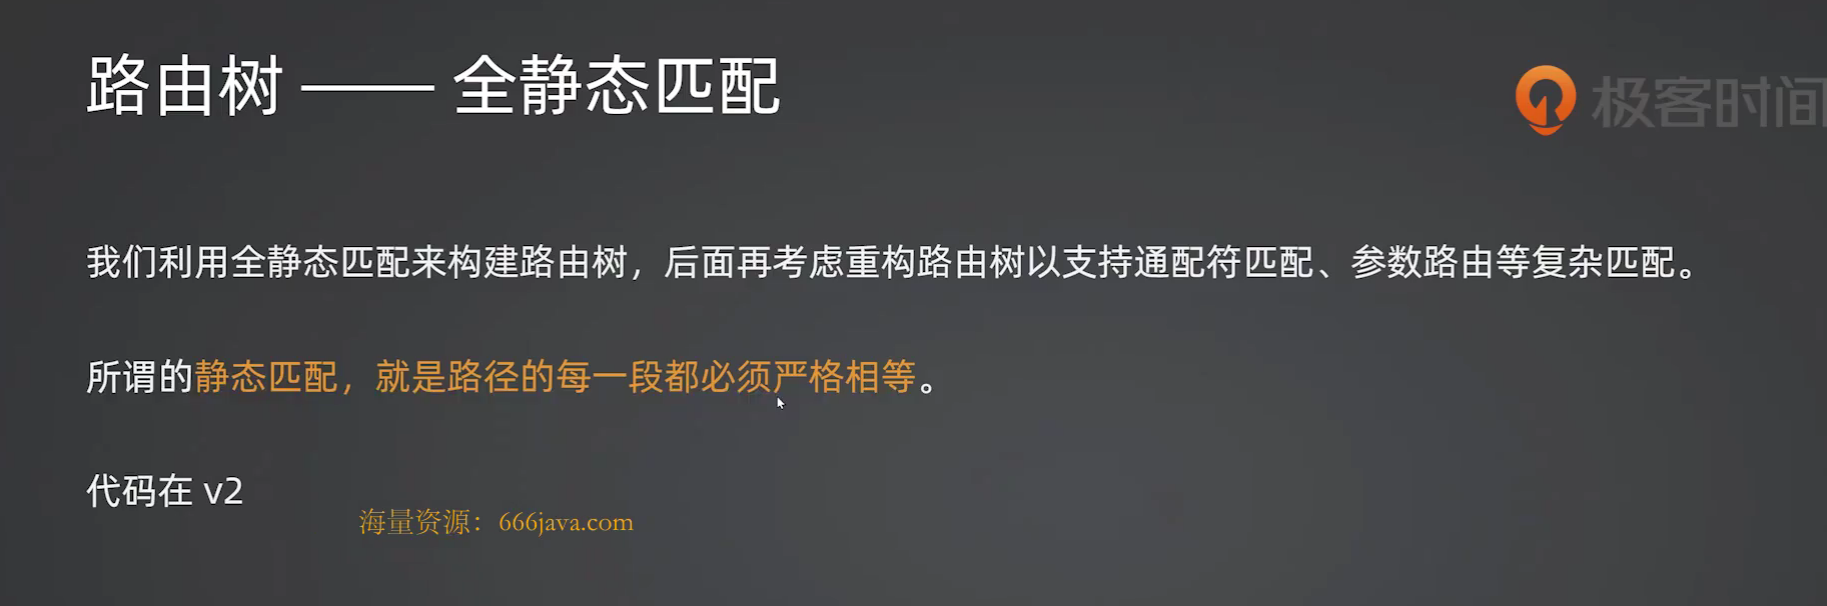 路由树 —— 全静态匹配
极客时间
我们利用全静态匹配来构建路由树，后面再考虑重构路由树以支持通配符匹配、参数路由等复杂匹配。
所谓的静态匹配，就是路径的每一段都必须严格相等。
代码在 v2
海量资源：666java.com